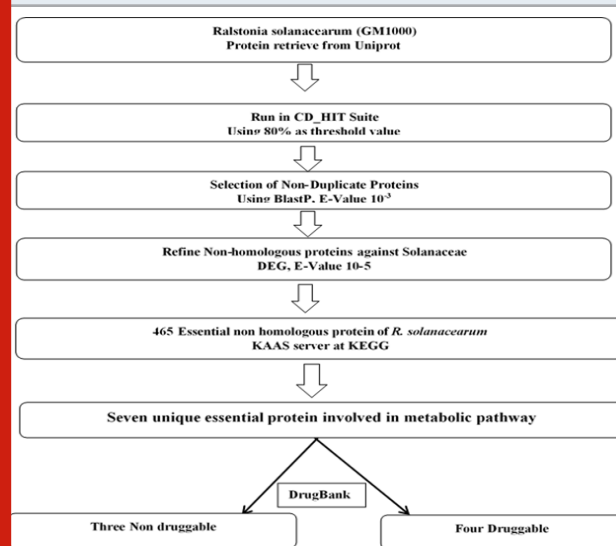 Ralstonia solanacearum (GM1000)
Protein retrieve from Uniprot
Run in CD_HIT Suite
Using 80% as threshold value
Selection of Non-Duplicate Proteins
Using BlastP. E-Value 10-3
Refine Non-homologous proteins against Solanaceae
DEG, E-Value 10-5
465 Essential non homologous protein of R. solanacearum
KAAS server at KEGG
Seven unique essential protein involved in metabolic pathway
DrugBank
Three Non druggable
Four Druggable